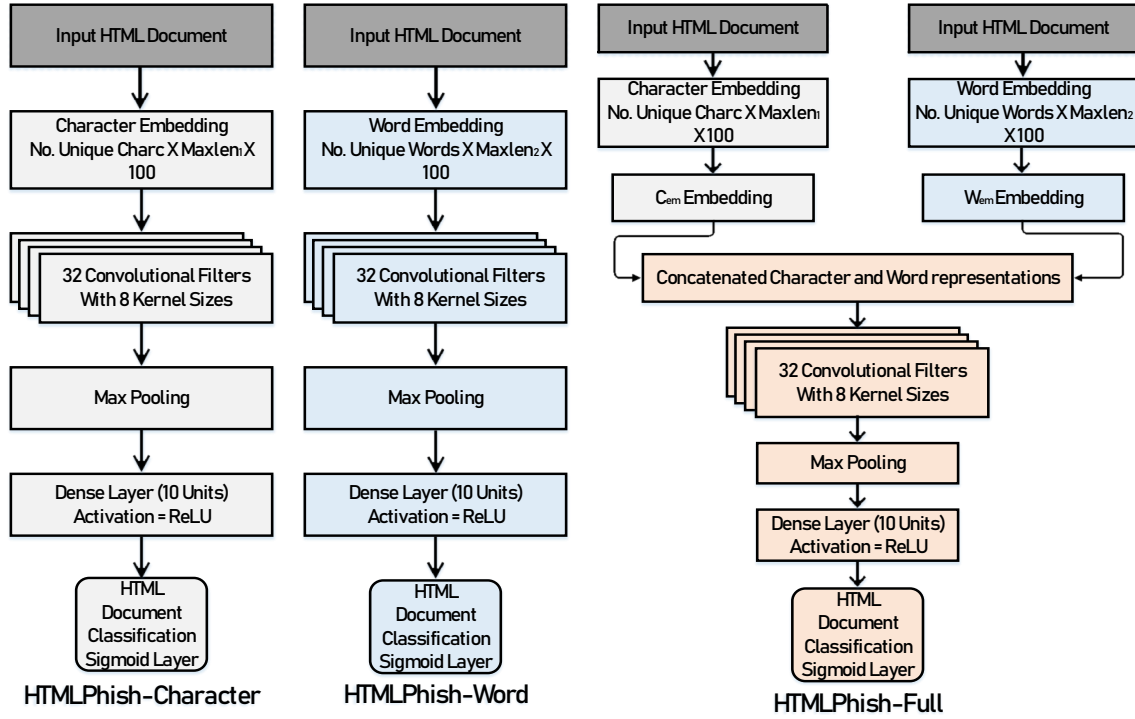 Input HTML Document
Character Embedding
No. Unique Charc X Maxlen₁ X
100
32 Convolutional Filters
With 8 Kernel Sizes
Max Pooling
Dense Layer (10 Units)
Activation = ReLU
HTML
Document
Classification
Sigmoid Layer
HTMLPhish-Character
Input HTML Document
Word Embedding
No. Unique Words X Maxlen₂ X
100
32 Convolutional Filters
With 8 Kernel Sizes
Max Pooling
Dense Layer (10 Units)
Activation = ReLU
HTML
Document
Classification
Sigmoid Layer
HTMLPhish-Word
Input HTML Document
Character Embedding
No. Unique Charc X Maxlen₁
X100
Cem Embedding
Input HTML Document
Word Embedding
No. Unique Words X Maxlen₂
X100
Wem Embedding
Concatenated Character and Word representations
32 Convolutional Filters
With 8 Kernel Sizes
Max Pooling
Dense Layer (10 Units)
Activation = ReLU
HTML
Document
Classification
Sigmoid Layer
HTMLPhish-Full